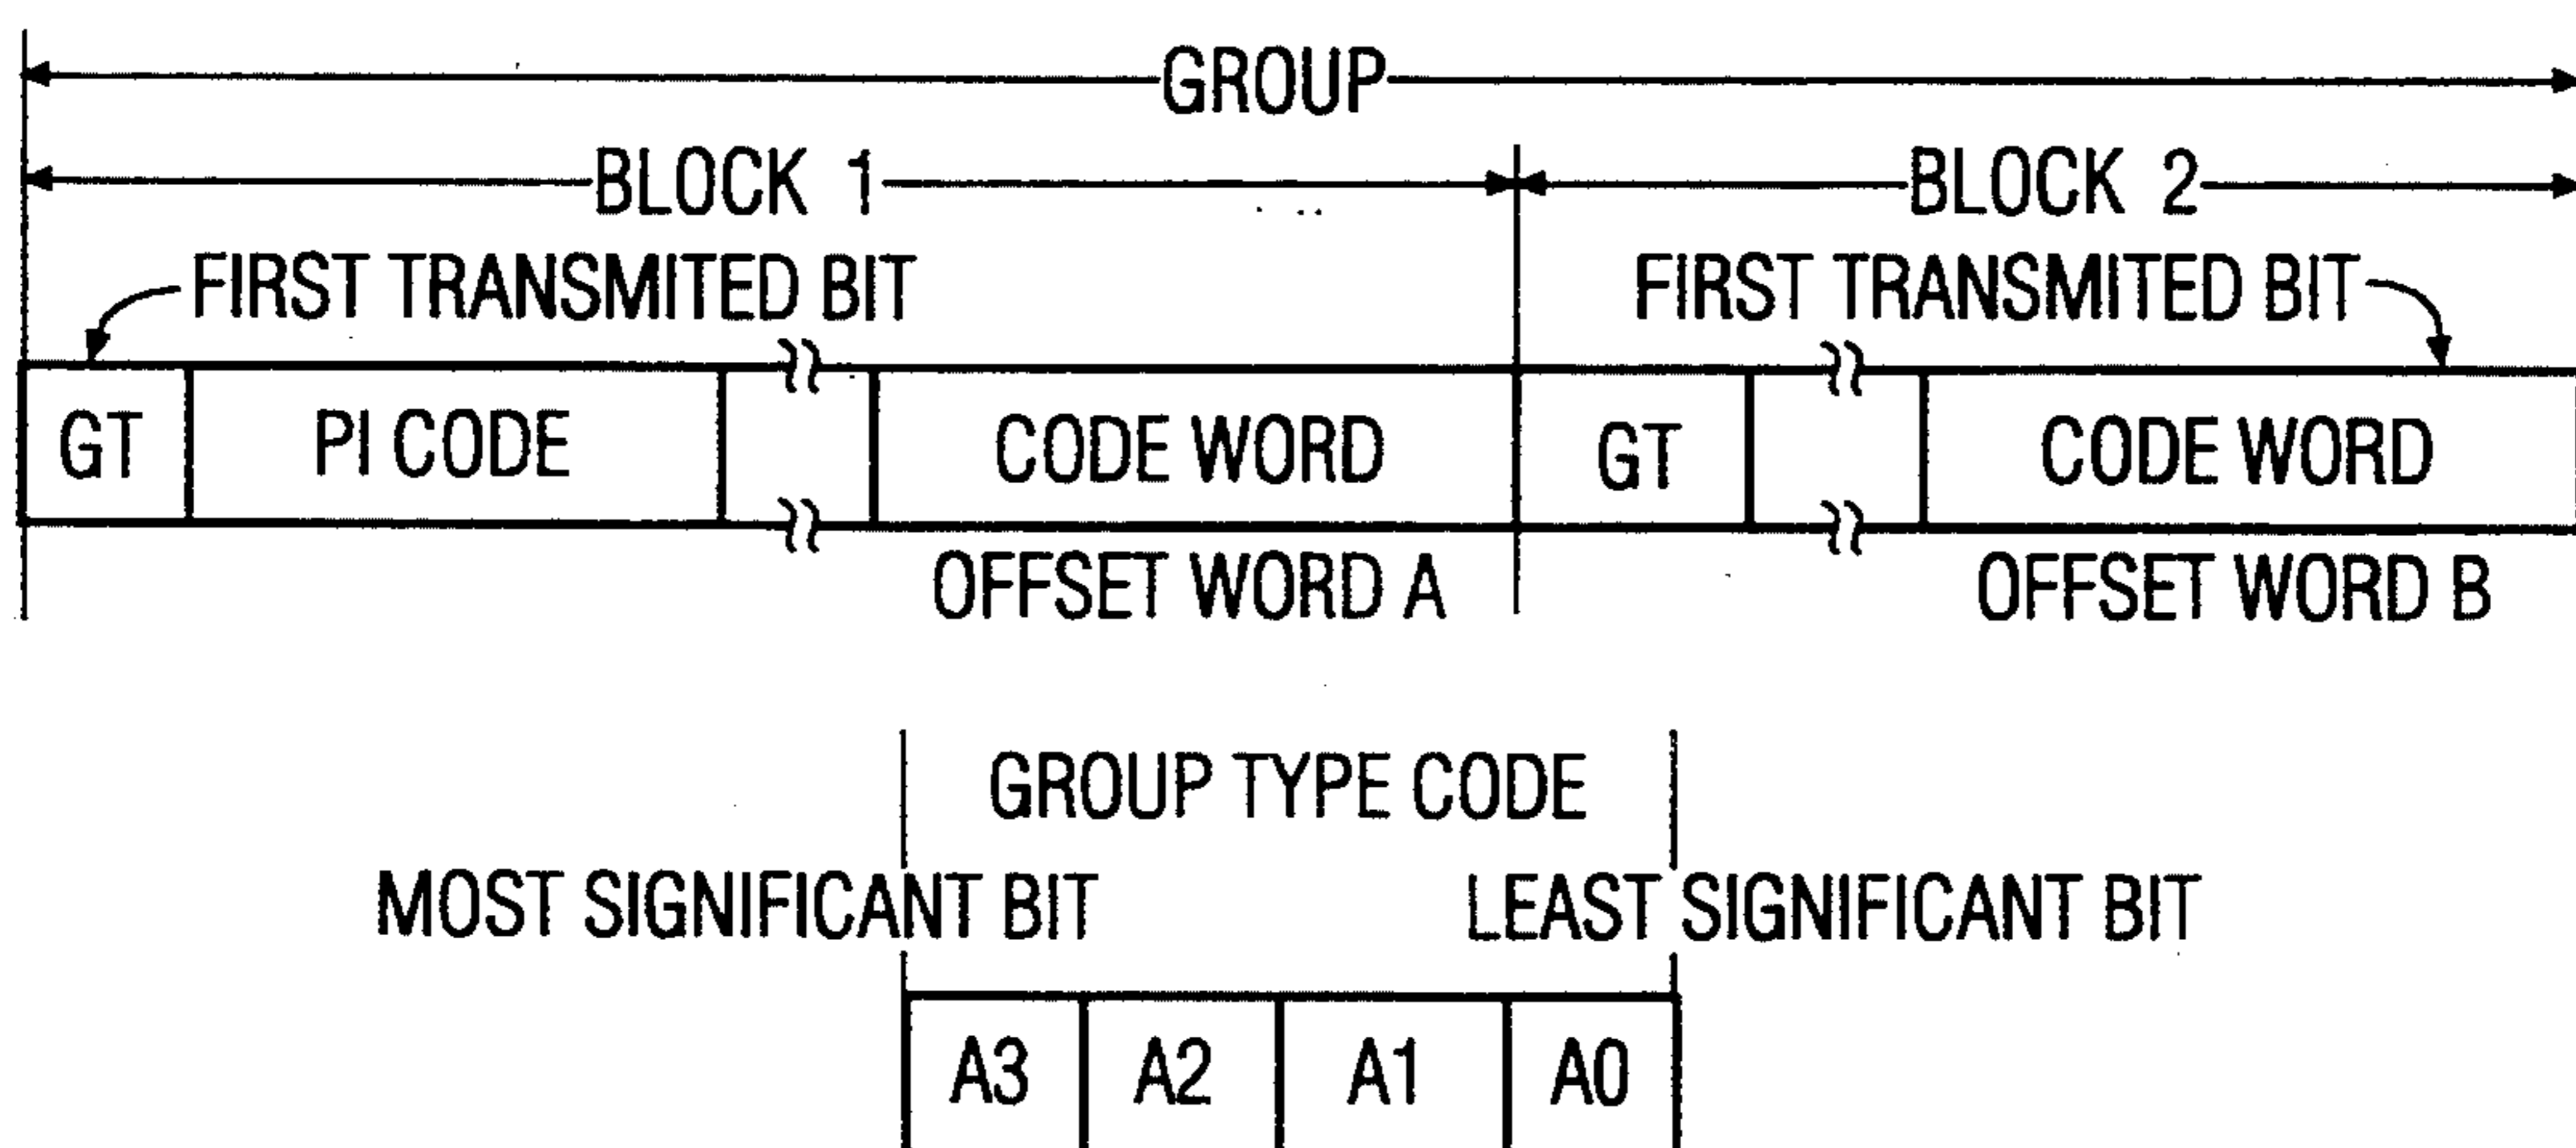 GROUP
BLOCK 1 BLOCK 2
FIRST TRANSMITED BIT FIRST TRANSMITED BIT
GT PI CODE CODE WORD GT CODE WORD
OFFSET WORD A OFFSET WORD B
GROUP TYPE CODE
MOST SIGNIFICANT BIT LEAST SIGNIFICANT BIT
A3 A2 A1 A0